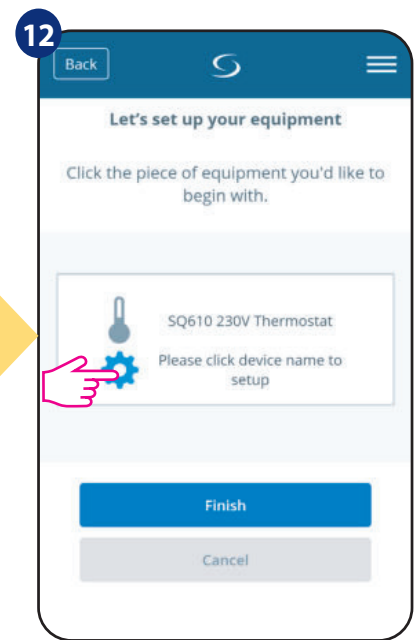 12
Back
Let's set up your equipment
Click the piece of equipment you'd like to
begin with.
SQ610 230V Thermostat
Please click device name to
setup
Finish
Cancel